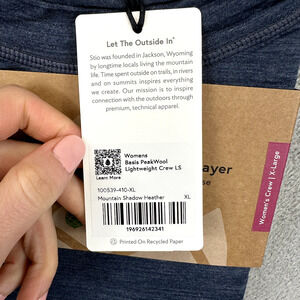 Let The Outside In®
Stio was founded in Jackson, Wyoming
by longtime locals living the mountain
life. Time spent outside on trails, in rivers
and on summits inspires everything
we create. Our mission is to inspire
connection with the outdoors through
premium, technical apparel.
Womens
Basis PeakWool
Lightweight Crew LS
Learn More
100539-410-XL
Mountain Shadow Heather XL
196926142341
Printed On Recycled Paper
ayer
se
Women's Crew | X-Large